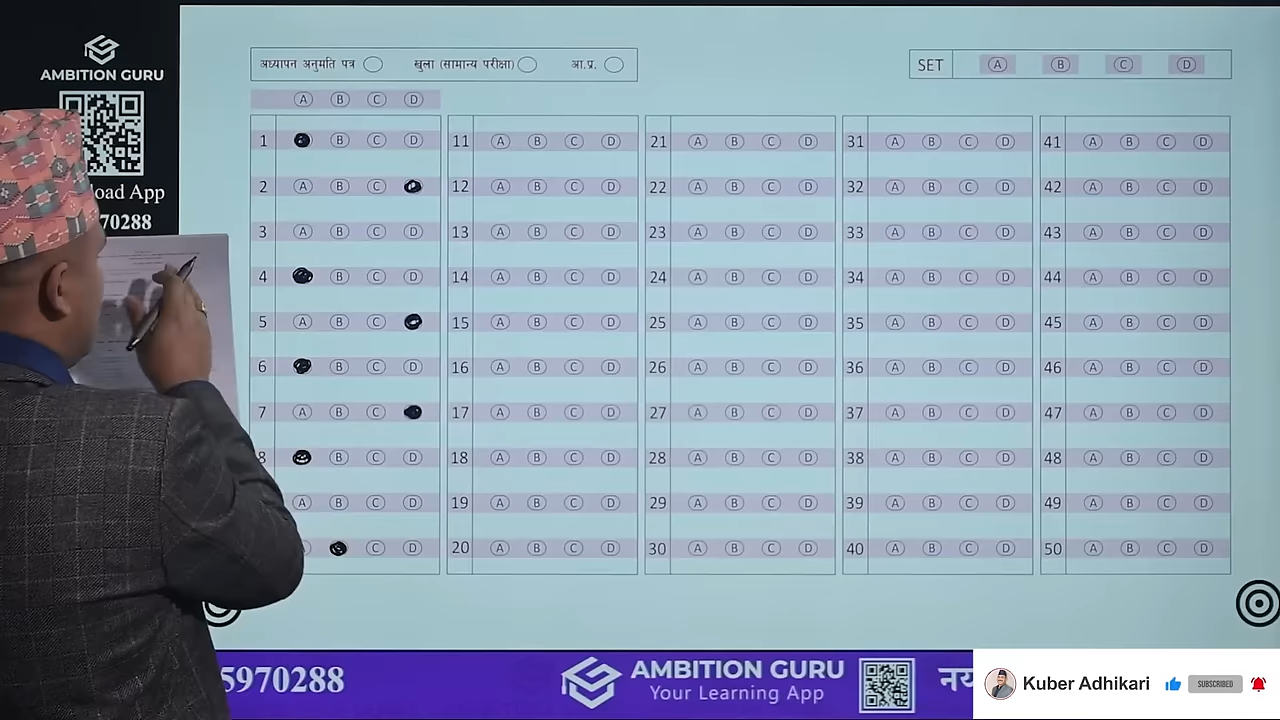 AMBITION GURU
load App
70288
अध्यापन अनुमति पत्र
खुला (सामान्य परीक्षा)
आ.प्र.
SET A B C D
A B C D
1 B C D 11 A B C D 21 A B C D 31 A B C D 41 A B C D
2 A B C 12 A B C D 22 A B C D 32 A B C D 42 A B C D
3 A B C D 13 A B C D 23 A B C D 33 A B C D 43 A B C D
4 B C D 14 A B C D 24 A B C D 34 A B C D 44 A B C D
5 A B C 15 A B C D 25 A B C D 35 A B C D 45 A B C D
6 B C D 16 A B C D 26 A B C D 36 A B C D 46 A B C D
7 A B C 17 A B C D 27 A B C D 37 A B C D 47 A B C D
8 B C D 18 A B C D 28 A B C D 38 A B C D 48 A B C D
A B C D 19 A B C D 29 A B C D 39 A B C D 49 A B C D
C D 20 A B C D 30 A B C D 40 A B C D 50 A B C D
5970288
AMBITION GURU
Your Learning App
नय
Kuber Adhikari
SUBSCRIBED